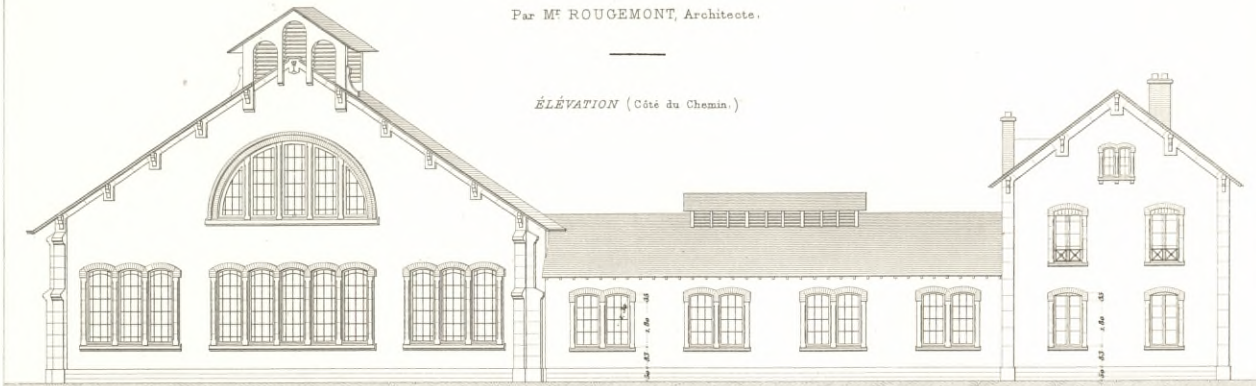 Par Mr ROUGEMONT, Architecte.
ÉLÉVATION (Côté du Chemin.)